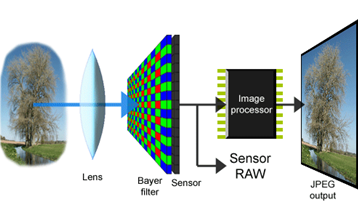 Image
processor
Sensor
RAW
Lens
Bayer
filter
Sensor
JPEG
output